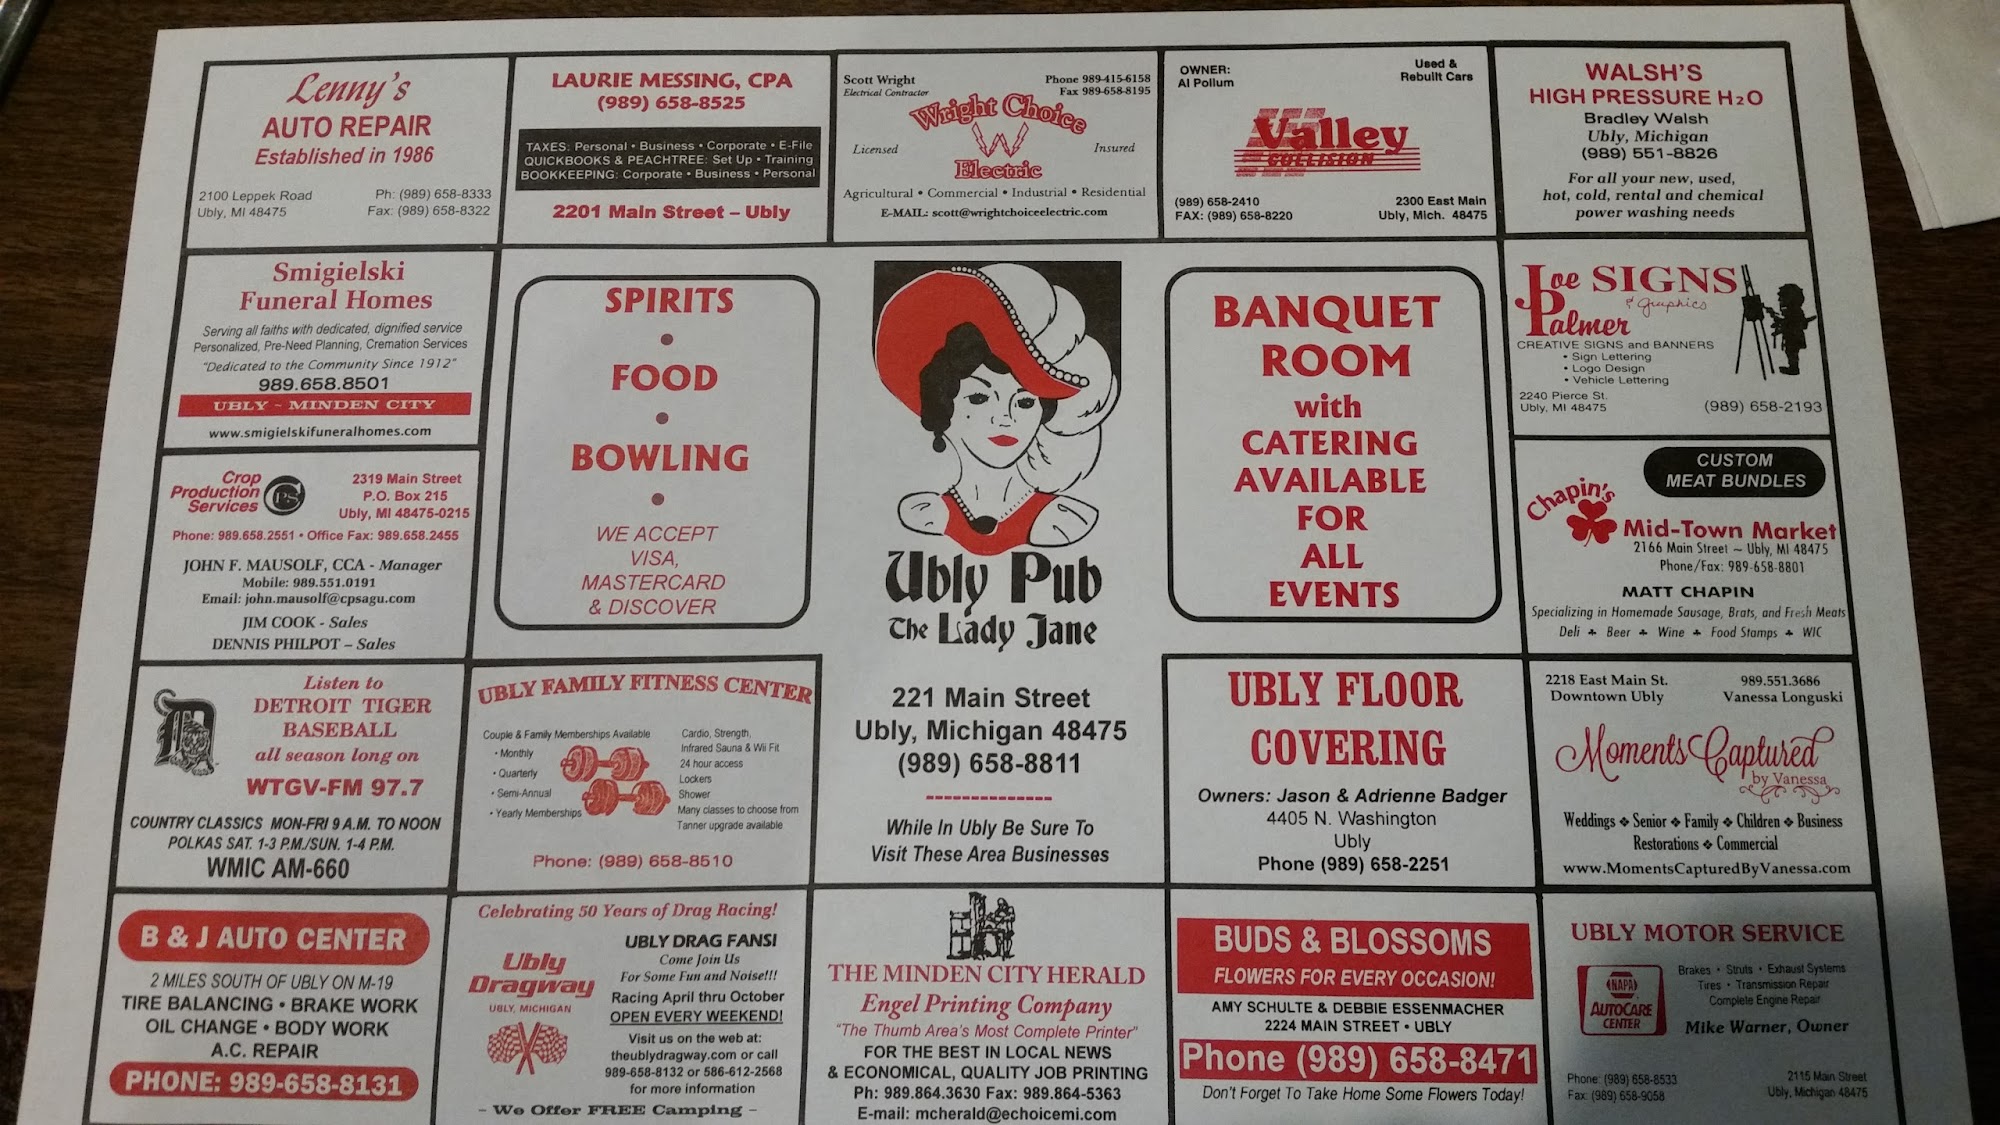 Lenny's
AUTO REPAIR
Established in 1986
2100 Leppek Road
Ubly, MI 48475
Ph: (989) 658-8333
Fax: (989) 658-8322
LAURIE MESSING, CPA
(989) 658-8525
TAXES: Personal • Business • Corporate • E-File
QUICKBOOKS & PEACHTREE: Set Up • Training
BOOKKEEPING: Corporate • Business • Personal
2201 Main Street – Ubly
Scott Wright
Electrical Contractor
Phone 989-415-6158
Fax 989-658-8195
Wright Choice
Electric
Licensed
Insured
Agricultural • Commercial • Industrial • Residential
E-MAIL: scott@wrightchoiceelectric.com
OWNER:
Al Pollum
Used &
Rebuilt Cars
Valley
COLLISION
(989) 658-2410
FAX: (989) 658-8220
2300 East Main
Ubly, Mich. 48475
WALSH'S
HIGH PRESSURE H2O
Bradley Walsh
Ubly, Michigan
(989) 551-8826
For all your new, used,
hot, cold, rental and chemical
power washing needs
Smigielski
Funeral Homes
Serving all faiths with dedicated, dignified service
Personalized, Pre-Need Planning, Cremation Services
"Dedicated to the Community Since 1912"
989.658.8501
UBLY ~ MINDEN CITY
www.smigielskifuneralhomes.com
SPIRITS
•
FOOD
•
BOWLING
•
WE ACCEPT
VISA,
MASTERCARD
& DISCOVER
Ubly Pub
The Lady Jane
221 Main Street
Ubly, Michigan 48475
(989) 658-8811
While In Ubly Be Sure To
Visit These Area Businesses
BANQUET
ROOM
with
CATERING
AVAILABLE
FOR
ALL
EVENTS
Joe SIGNS
& Graphics
Palmer
CREATIVE SIGNS and BANNERS
• Sign Lettering
• Logo Design
• Vehicle Lettering
2240 Pierce St.
Ubly, MI 48475
(989) 658-2193
Crop
Production
Services
CPS
2319 Main Street
P.O. Box 215
Ubly, MI 48475-0215
Phone: 989.658.2551 • Office Fax: 989.658.2455
JOHN F. MAUSOLF, CCA - Manager
Mobile: 989.551.0191
Email: john.mausolf@cpsagu.com
JIM COOK - Sales
DENNIS PHILPOT – Sales
CUSTOM
MEAT BUNDLES
Chapin's
Mid-Town Market
2166 Main Street ~ Ubly, MI 48475
Phone/Fax: 989-658-8801
MATT CHAPIN
Specializing in Homemade Sausage, Brats, and Fresh Meats
Deli ♣ Beer ♣ Wine ♣ Food Stamps ♣ WIC
Listen to
DETROIT TIGER
BASEBALL
all season long on
WTGV-FM 97.7
COUNTRY CLASSICS MON-FRI 9 A.M. TO NOON
POLKAS SAT. 1-3 P.M./SUN. 1-4 P.M.
WMIC AM-660
UBLY FAMILY FITNESS CENTER
Couple & Family Memberships Available
• Monthly
• Quarterly
• Semi-Annual
• Yearly Memberships
Cardio, Strength,
Infrared Sauna & Wii Fit
24 hour access
Lockers
Shower
Many classes to choose from
Tanner upgrade available
Phone: (989) 658-8510
UBLY FLOOR
COVERING
Owners: Jason & Adrienne Badger
4405 N. Washington
Ubly
Phone (989) 658-2251
2218 East Main St.
Downtown Ubly
989.551.3686
Vanessa Longuski
Moments Captured
by Vanessa
Weddings ❖ Senior ❖ Family ❖ Children ❖ Business
Restorations ❖ Commercial
www.MomentsCapturedByVanessa.com
B & J AUTO CENTER
2 MILES SOUTH OF UBLY ON M-19
TIRE BALANCING • BRAKE WORK
OIL CHANGE • BODY WORK
A.C. REPAIR
PHONE: 989-658-8131
Celebrating 50 Years of Drag Racing!
Ubly
Dragway
UBLY, MICHIGAN
UBLY DRAG FANS!
Come Join Us
For Some Fun and Noise!!!
Racing April thru October
OPEN EVERY WEEKEND!
Visit us on the web at:
theublydragway.com or call
989-658-8132 or 586-612-2568
for more information
- We Offer FREE Camping -
THE MINDEN CITY HERALD
Engel Printing Company
"The Thumb Area's Most Complete Printer"
FOR THE BEST IN LOCAL NEWS
& ECONOMICAL, QUALITY JOB PRINTING
Ph: 989.864.3630 Fax: 989.864-5363
E-mail: mcherald@echoicemi.com
BUDS & BLOSSOMS
FLOWERS FOR EVERY OCCASION!
AMY SCHULTE & DEBBIE ESSENMACHER
2224 MAIN STREET • UBLY
Phone (989) 658-8471
Don't Forget To Take Home Some Flowers Today!
UBLY MOTOR SERVICE
NAPA
AUTOCARE
CENTER
Brakes • Struts • Exhaust Systems
Tires • Transmission Repair
Complete Engine Repair
Mike Warner, Owner
Phone: (989) 658-8533
Fax: (989) 658-9058
2115 Main Street
Ubly, Michigan 48475